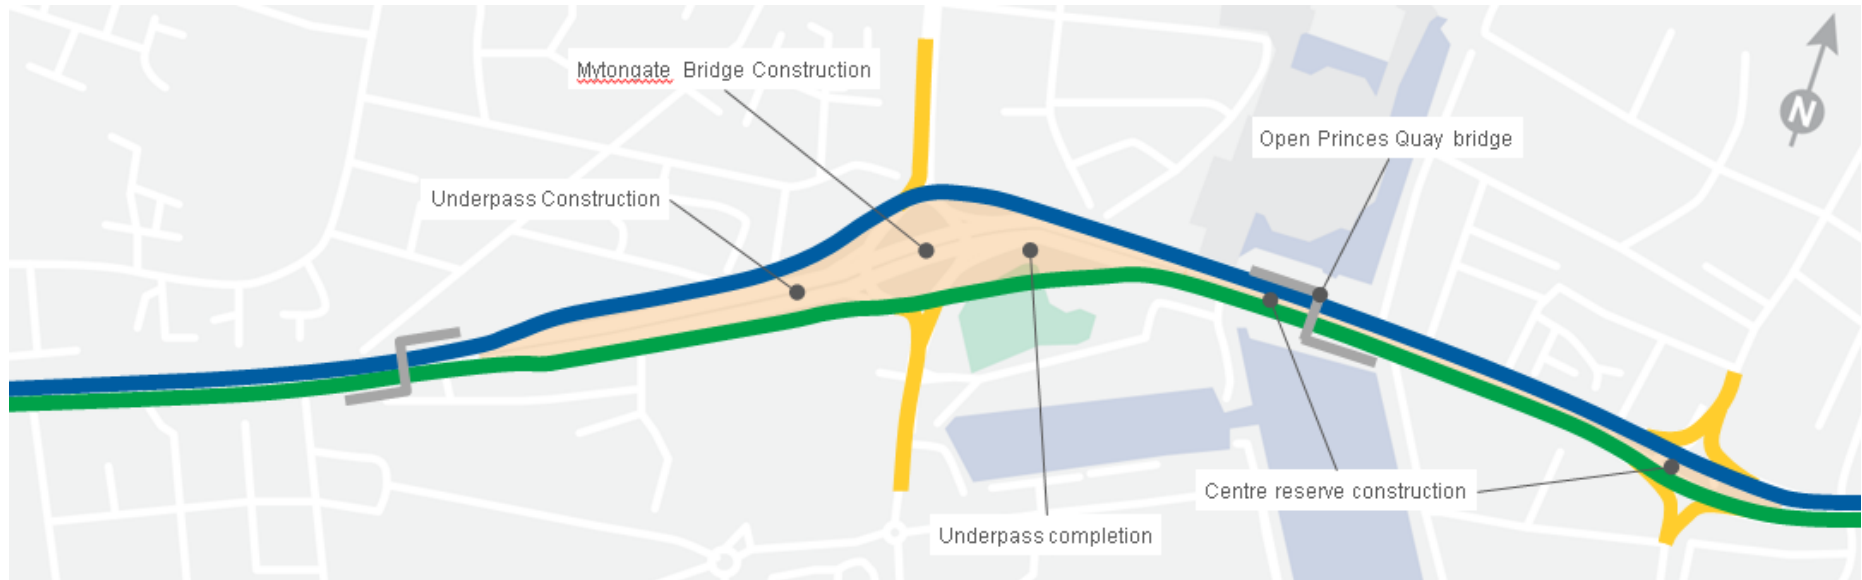 Mytongate Bridge Construction
Open Princes Quay bridge
Underpass Construction
Centre reserve construction
Underpass completion
N